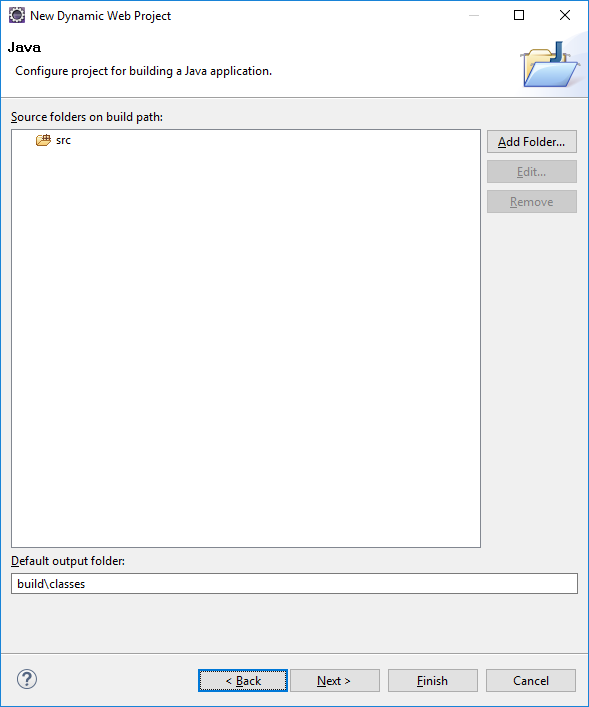 New Dynamic Web Project
Java
Configure project for building a Java application.
Source folders on build path:
src
Add Folder...
Edit...
Remove
Default output folder:
build\classes
?
< Back
Next >
Finish
Cancel